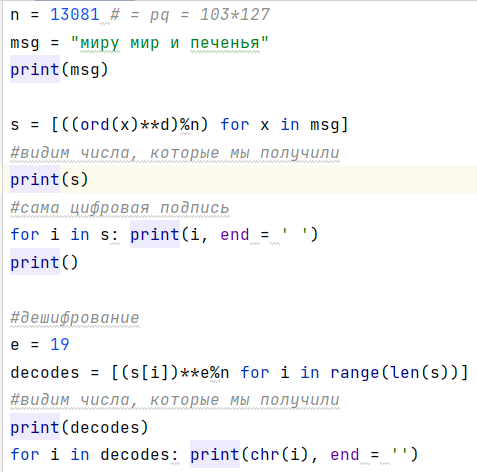 n = 13081 # = pq = 103*127
msg = "миру мир и печенья"
print(msg)
s = [((ord(x)**d)%n) for x in msg]
#видим числа, которые мы получили
print(s)
#сама цифровая подпись
for i in s: print(i, end = ' ')
print()
#дешифрование
e = 19
decodes = [(s[i])**e%n for i in range(len(s))]
#видим числа, которые мы получили
print(decodes)
for i in decodes: print(chr(i), end = '')